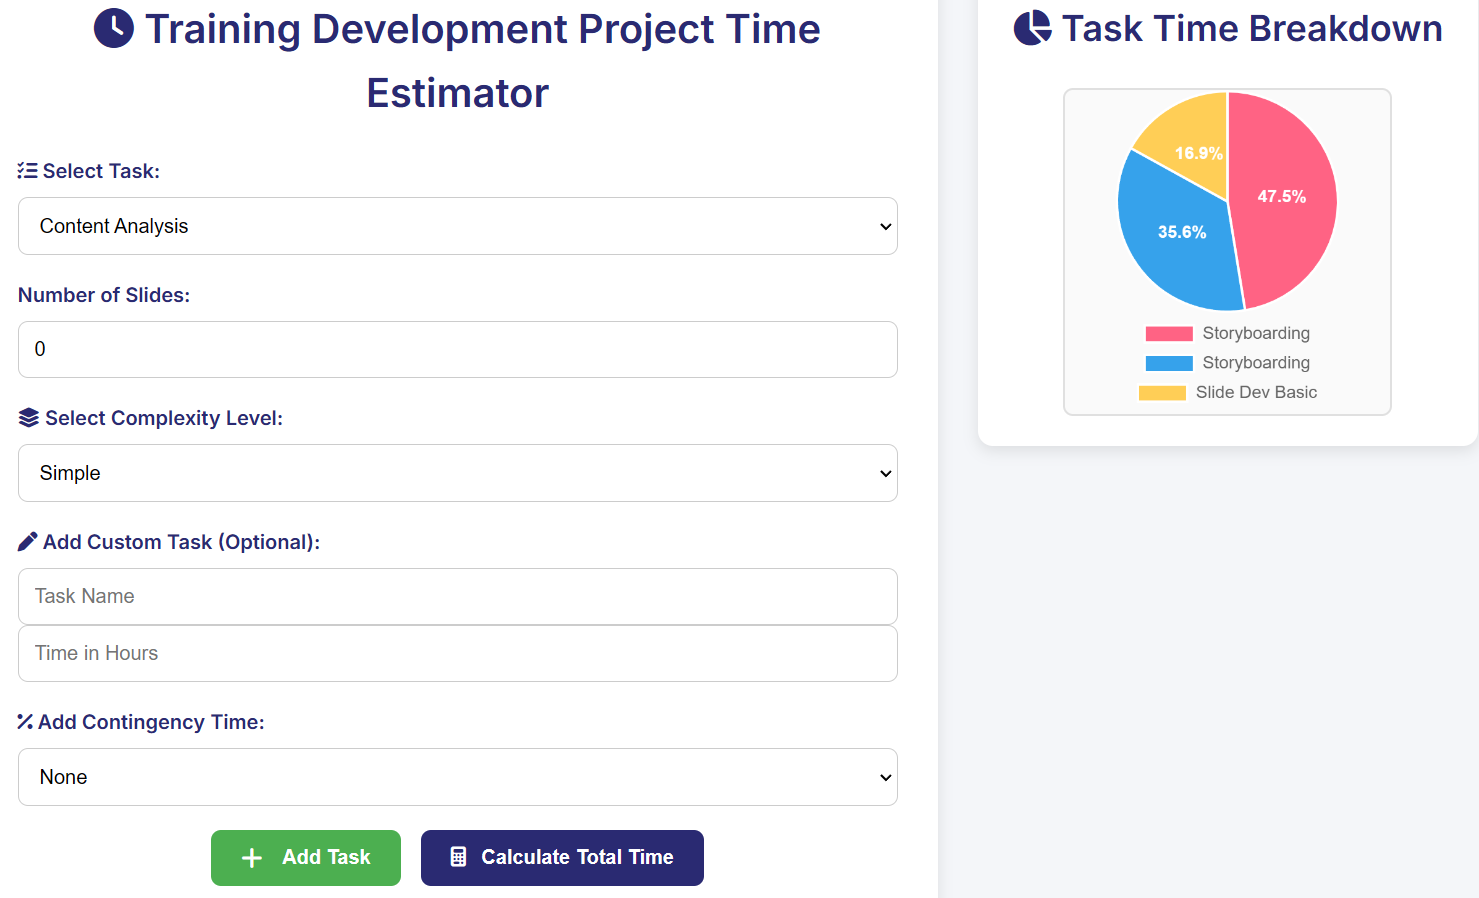 Training Development Project Time
Estimator
Select Task:
Content Analysis
Number of Slides:
0
Select Complexity Level:
Simple
Add Custom Task (Optional):
Task Name
Time in Hours
Add Contingency Time:
None
Add Task
Calculate Total Time
Task Time Breakdown
16.9%
47.5%
35.6%
Storyboarding
Storyboarding
Slide Dev Basic